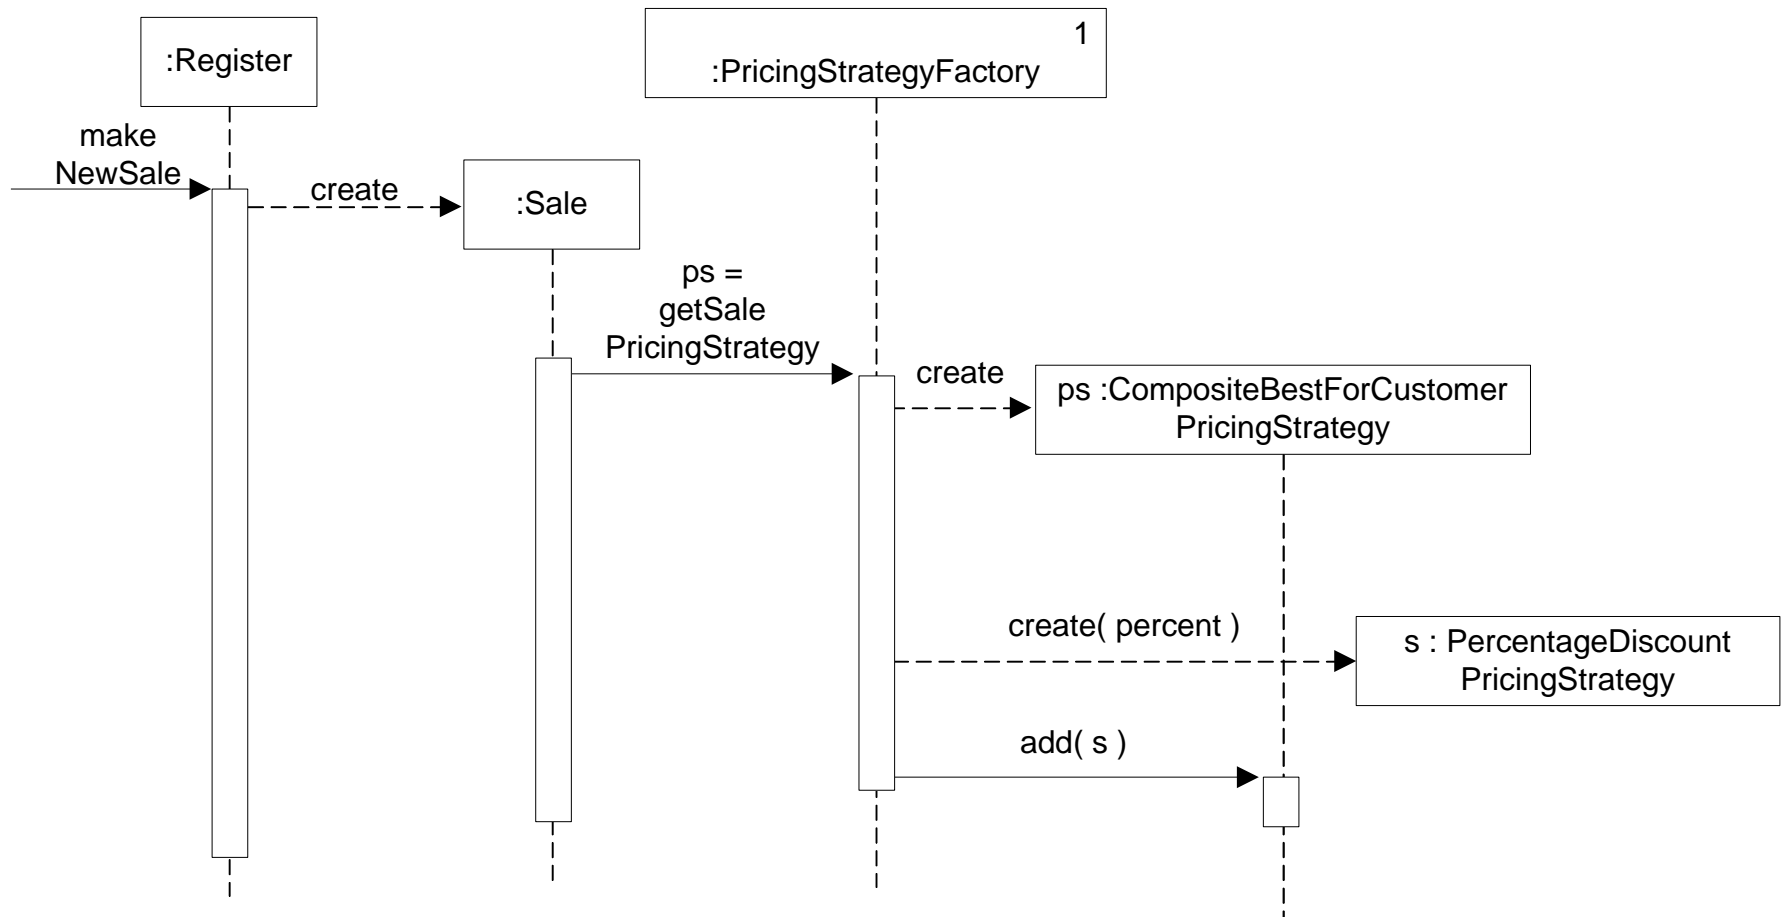 1
:Register
:PricingStrategyFactory
make
NewSale
create
:Sale
ps =
getSale
PricingStrategy
create
ps :CompositeBestForCustomer
PricingStrategy
create( percent )
s : PercentageDiscount
PricingStrategy
add( s )